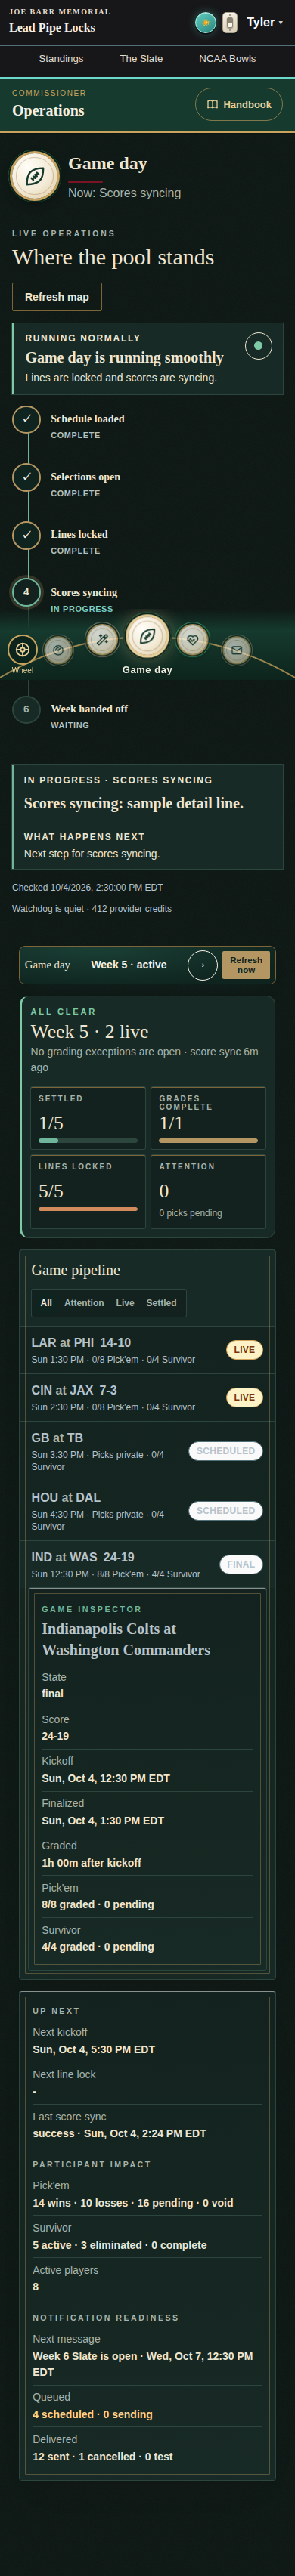 JOE BARR MEMORIAL
Lead Pipe Locks
Tyler
Standings
The Slate
NCAA Bowls
COMMISSIONER
Operations
Handbook
Game day
Now: Scores syncing
LIVE OPERATIONS
Where the pool stands
Refresh map
RUNNING NORMALLY
Game day is running smoothly
Lines are locked and scores are syncing.
Schedule loaded
COMPLETE
Selections open
COMPLETE
Lines locked
COMPLETE
4
Scores syncing
IN PROGRESS
Wheel
Game day
6
Week handed off
WAITING
IN PROGRESS · SCORES SYNCING
Scores syncing: sample detail line.
WHAT HAPPENS NEXT
Next step for scores syncing.
Checked 10/4/2026, 2:30:00 PM EDT
Watchdog is quiet · 412 provider credits
Game day
Week 5 · active
›
Refresh
now
ALL CLEAR
Week 5 · 2 live
No grading exceptions are open · score sync 6m
ago
SETTLED
1/5
GRADES
COMPLETE
1/1
LINES LOCKED
5/5
ATTENTION
0
0 picks pending
Game pipeline
All
Attention
Live
Settled
LAR at PHI 14-10
Sun 1:30 PM · 0/8 Pick'em · 0/4 Survivor
LIVE
CIN at JAX 7-3
Sun 2:30 PM · 0/8 Pick'em · 0/4 Survivor
LIVE
GB at TB
Sun 3:30 PM · Picks private · 0/4
Survivor
SCHEDULED
HOU at DAL
Sun 4:30 PM · Picks private · 0/4
Survivor
SCHEDULED
IND at WAS 24-19
Sun 12:30 PM · 8/8 Pick'em · 4/4 Survivor
FINAL
GAME INSPECTOR
Indianapolis Colts at
Washington Commanders
State
final
Score
24-19
Kickoff
Sun, Oct 4, 12:30 PM EDT
Finalized
Sun, Oct 4, 1:30 PM EDT
Graded
1h 00m after kickoff
Pick'em
8/8 graded · 0 pending
Survivor
4/4 graded · 0 pending
UP NEXT
Next kickoff
Sun, Oct 4, 5:30 PM EDT
Next line lock
-
Last score sync
success · Sun, Oct 4, 2:24 PM EDT
PARTICIPANT IMPACT
Pick'em
14 wins · 10 losses · 16 pending · 0 void
Survivor
5 active · 3 eliminated · 0 complete
Active players
8
NOTIFICATION READINESS
Next message
Week 6 Slate is open · Wed, Oct 7, 12:30 PM
EDT
Queued
4 scheduled · 0 sending
Delivered
12 sent · 1 cancelled · 0 test